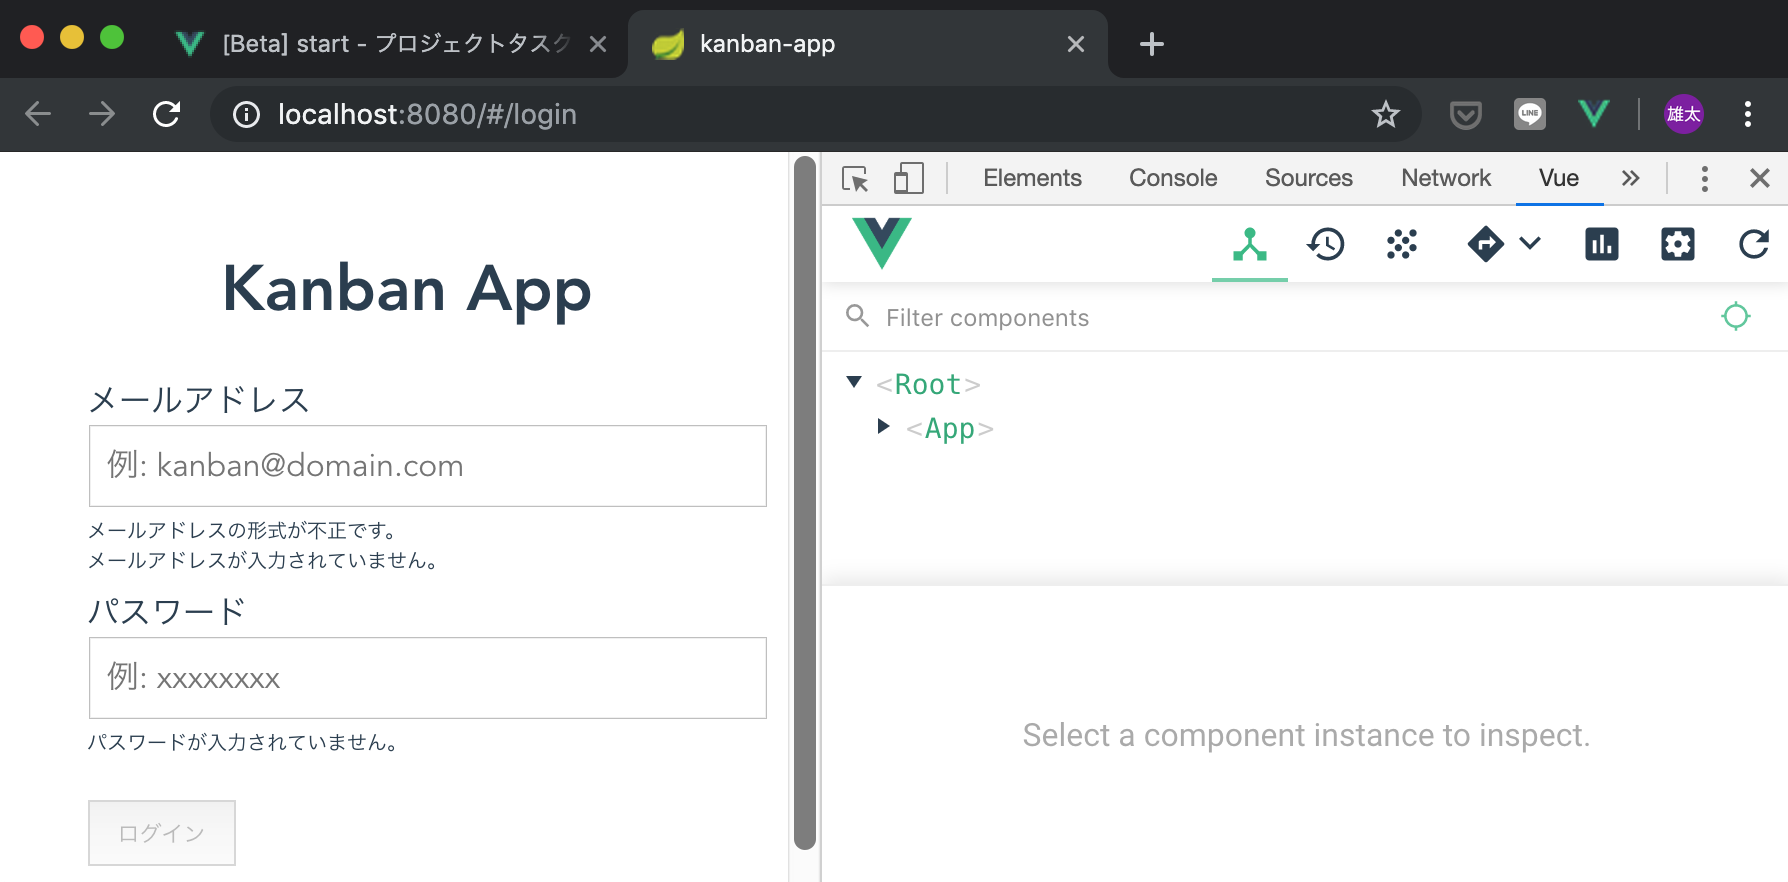 [Beta] start - プロジェクトタスク
kanban-app
localhost:8080/#/login
LINE
雄太
Kanban App
メールアドレス
例: kanban@domain.com
メールアドレスの形式が不正です。
メールアドレスが入力されていません。
パスワード
例: xxxxxxxx
パスワードが入力されていません。
ログイン
Elements Console Sources Network Vue
Filter components
<Root>
<App>
Select a component instance to inspect.